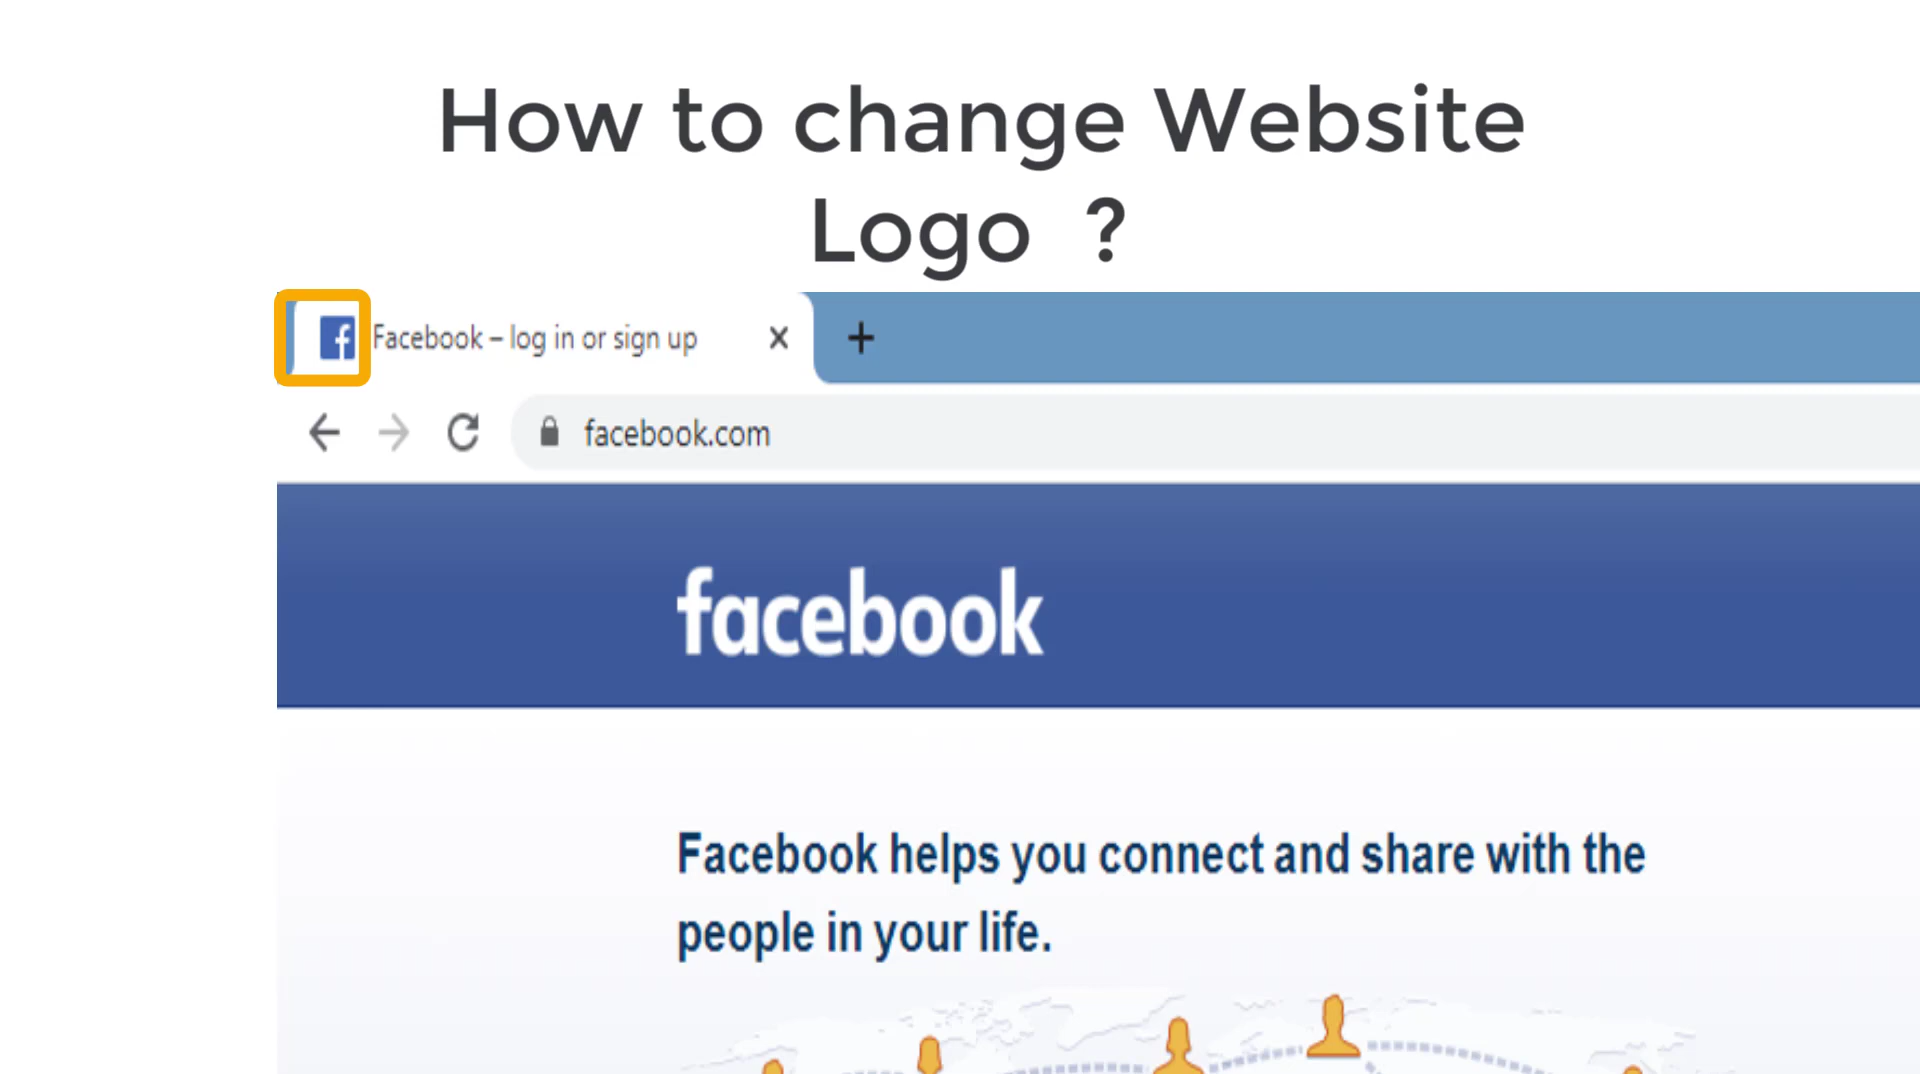 How to change Website
Logo ?
f Facebook – log in or sign up
facebook.com
facebook
Facebook helps you connect and share with the
people in your life.